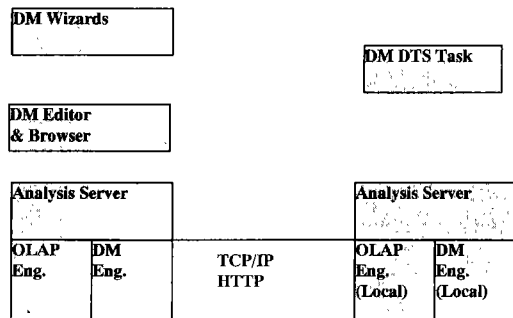 DM Wizards
DM DTS Task
DM Editor
& Browser
Analysis Server
Analysis Server
OLAP
Eng.
DM
Eng.
TCP/IP
HTTP
OLAP
Eng.
(Local)
DM
Eng.
(Local)